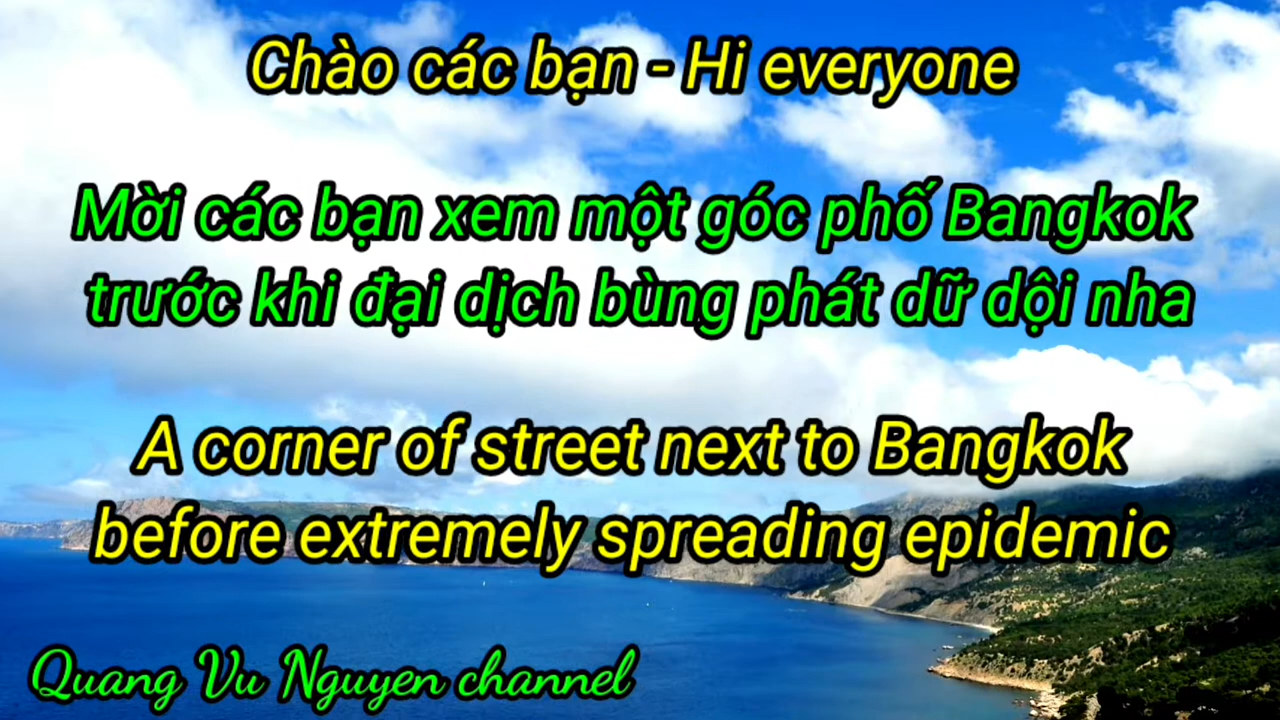 Chào các bạn - Hi everyone
Mời các bạn xem một góc phố Bangkok
trước khi đại dịch bùng phát dữ dội nha
A corner of street next to Bangkok
before extremely spreading epidemic
Quang Vu Nguyen channel